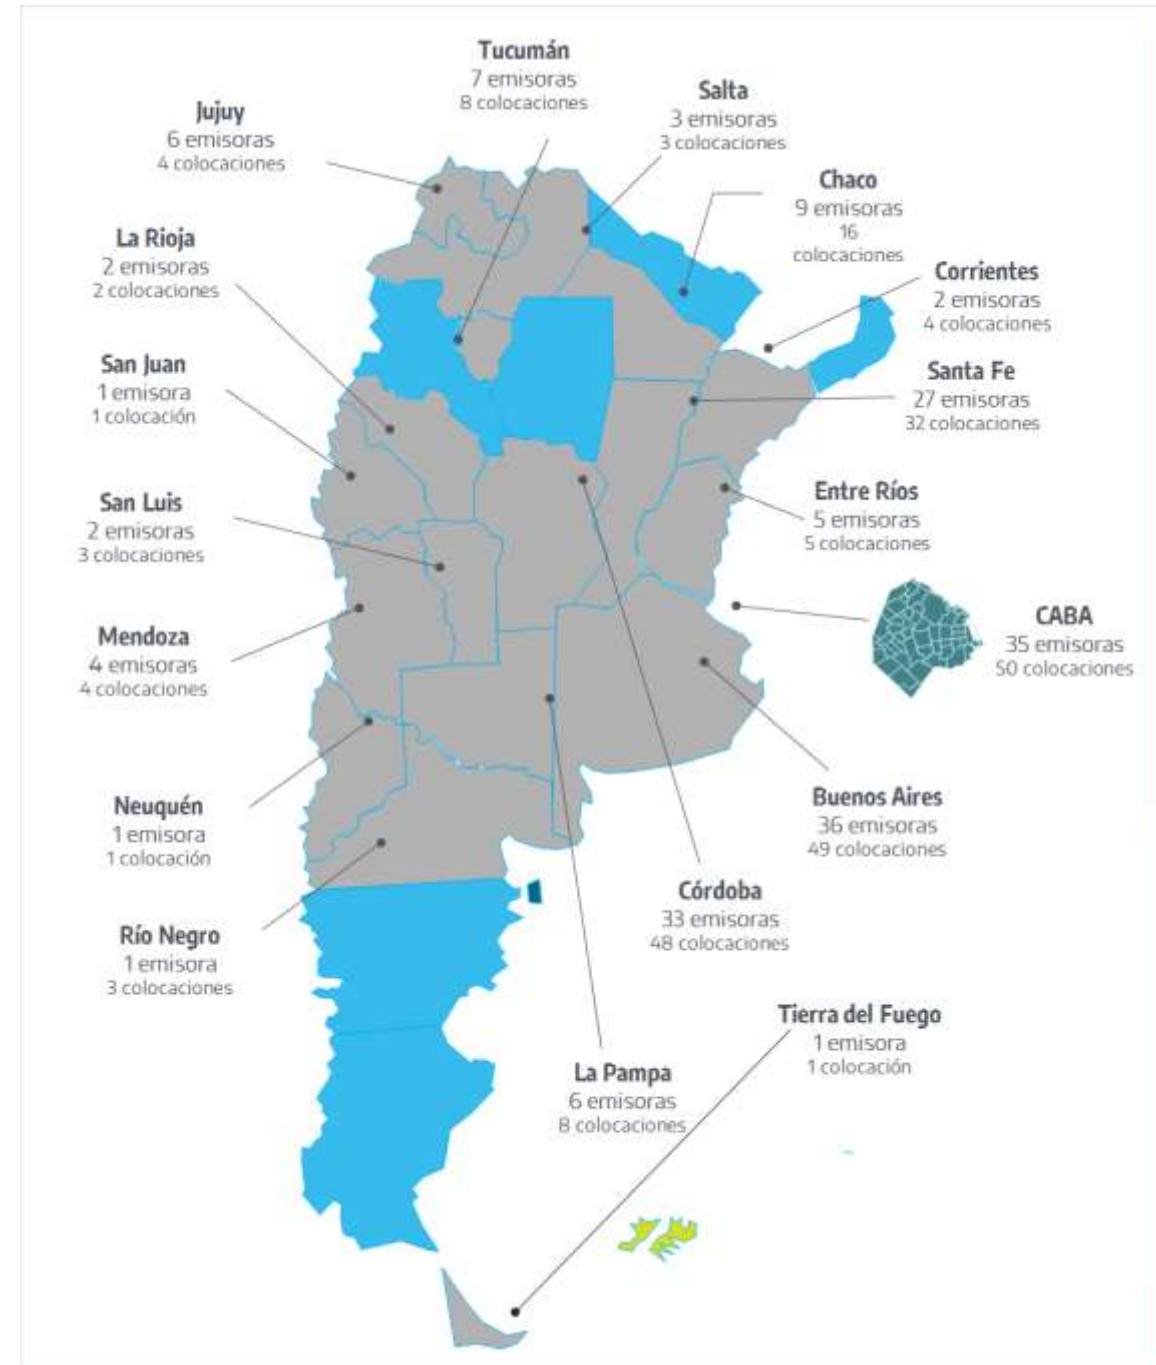 Tucumán
7 emisoras
8 colocaciones
Salta
3 emisoras
3 colocaciones
Jujuy
6 emisoras
4 colocaciones
Chaco
9 emisoras
16
colocaciones
La Rioja
2 emisoras
2 colocaciones
Corrientes
2 emisoras
4 colocaciones
San Juan
1 emisora
1 colocación
Santa Fe
27 emisoras
32 colocaciones
San Luis
2 emisoras
3 colocaciones
Entre Ríos
5 emisoras
5 colocaciones
CABA
35 emisoras
50 colocaciones
Mendoza
4 emisoras
4 colocaciones
Neuquén
1 emisora
1 colocación
Buenos Aires
36 emisoras
49 colocaciones
Córdoba
33 emisoras
48 colocaciones
Río Negro
1 emisora
3 colocaciones
Tierra del Fuego
1 emisora
1 colocación
La Pampa
6 emisoras
8 colocaciones